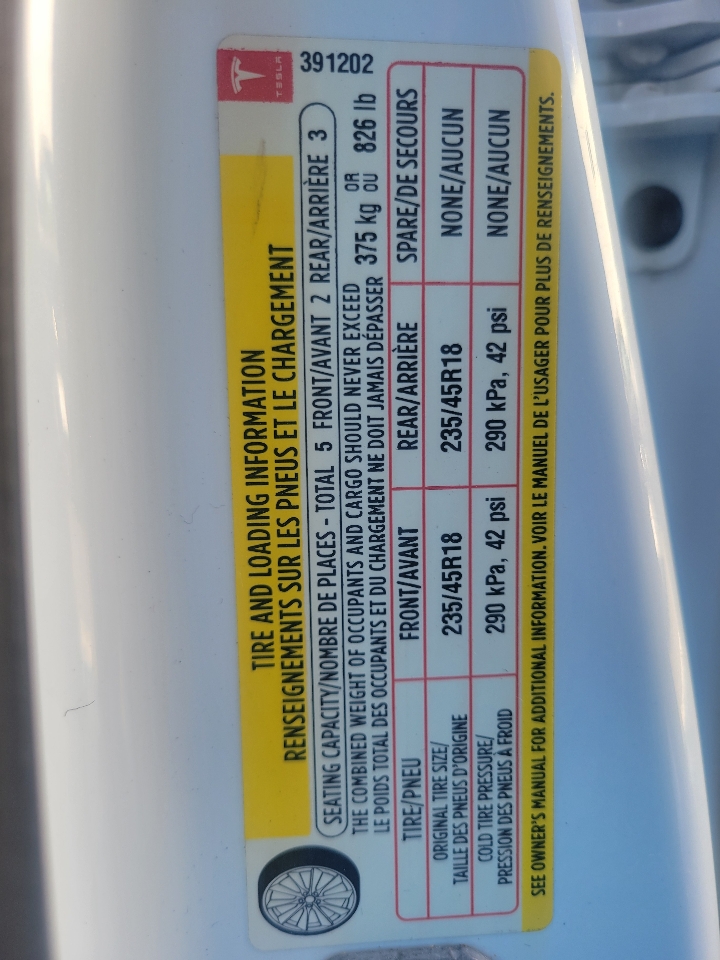 TESLA
391202
TIRE AND LOADING INFORMATION
RENSEIGNEMENTS SUR LES PNEUS ET LE CHARGEMENT
SEATING CAPACITY/NOMBRE DE PLACES - TOTAL 5 FRONT/AVANT 2 REAR/ARRIÈRE 3
THE COMBINED WEIGHT OF OCCUPANTS AND CARGO SHOULD NEVER EXCEED
LE POIDS TOTAL DES OCCUPANTS ET DU CHARGEMENT NE DOIT JAMAIS DÉPASSER
375 kg OR OU 826 lb
TIRE/PNEU FRONT/AVANT REAR/ARRIÈRE SPARE/DE SECOURS
ORIGINAL TIRE SIZE/
TAILLE DES PNEUS D'ORIGINE 235/45R18 235/45R18 NONE/AUCUN
COLD TIRE PRESSURE/
PRESSION DES PNEUS À FROID 290 kPa, 42 psi 290 kPa, 42 psi NONE/AUCUN
SEE OWNER'S MANUAL FOR ADDITIONAL INFORMATION. VOIR LE MANUEL DE L'USAGER POUR PLUS DE RENSEIGNEMENTS.